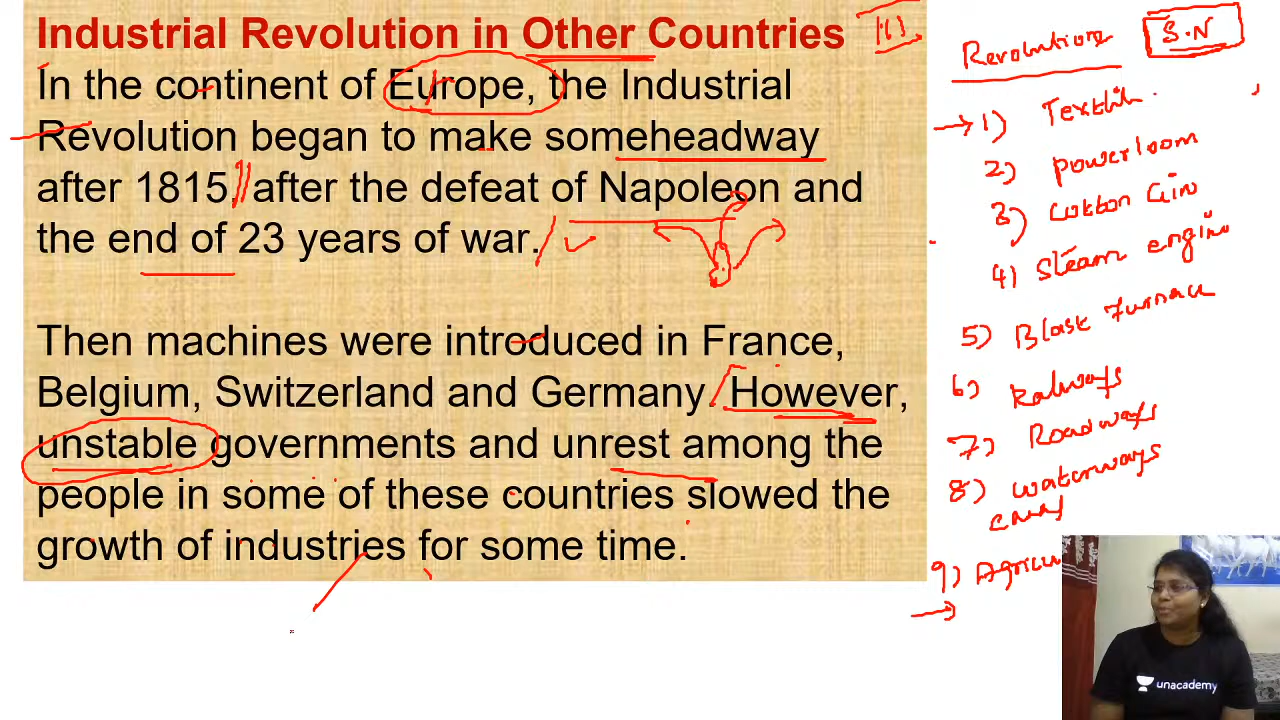 Industrial Revolution in Other Countries
In the continent of Europe, the Industrial
Revolution began to make someheadway
after 1815, after the defeat of Napoleon and
the end of 23 years of war.
Then machines were introduced in France,
Belgium, Switzerland and Germany. However,
unstable governments and unrest among the
people in some of these countries slowed the
growth of industries for some time.
Revolution
S.N
1) Textile
2) powerloom
3) Cotton Gin
4) Steam engine
5) Blast Furnace
6) Railways
7) Roadways
8) waterways
canal
9) Agricu
unacademy